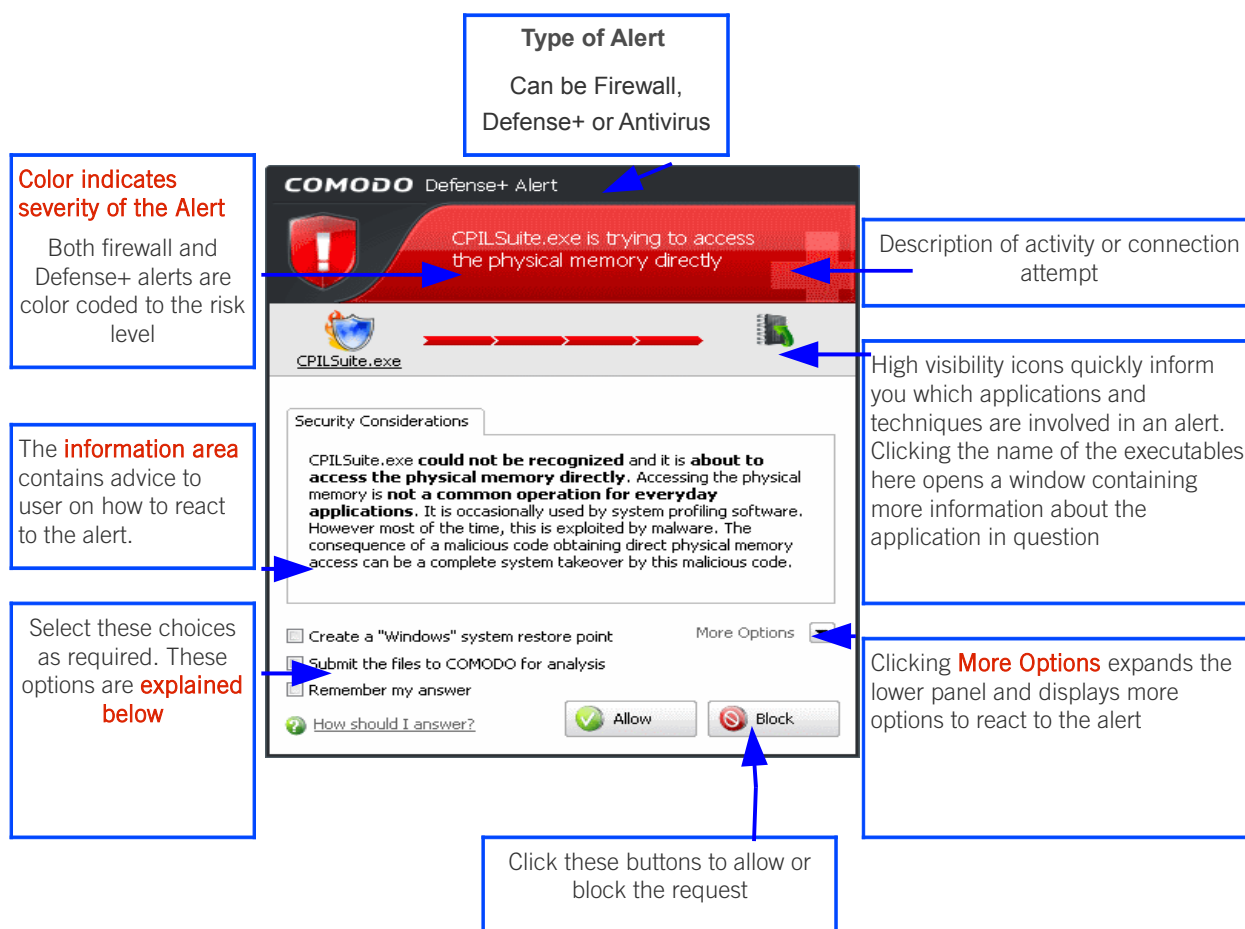 Type of Alert
Can be Firewall,
Defense+ or Antivirus
Color indicates
severity of the Alert
Both firewall and
Defense+ alerts are
color coded to the risk
level
COMODO Defense+ Alert
CPILSuite.exe is trying to access
the physical memory directly
Description of activity or connection
attempt
CPILSuite.exe
High visibility icons quickly inform
you which applications and
techniques are involved in an alert.
Clicking the name of the executables
here opens a window containing
more information about the
application in question
The information area
contains advice to
user on how to react
to the alert.
Security Considerations
CPILSuite.exe could not be recognized and it is about to
access the physical memory directly. Accessing the physical
memory is not a common operation for everyday
applications. It is occasionally used by system profiling software.
However most of the time, this is exploited by malware. The
consequence of a malicious code obtaining direct physical memory
access can be a complete system takeover by this malicious code.
Select these choices
as required. These
options are explained
below
Create a "Windows" system restore point
More Options
Submit the files to COMODO for analysis
Remember my answer
How should I answer?
Allow
Block
Clicking More Options expands the
lower panel and displays more
options to react to the alert
Click these buttons to allow or
block the request